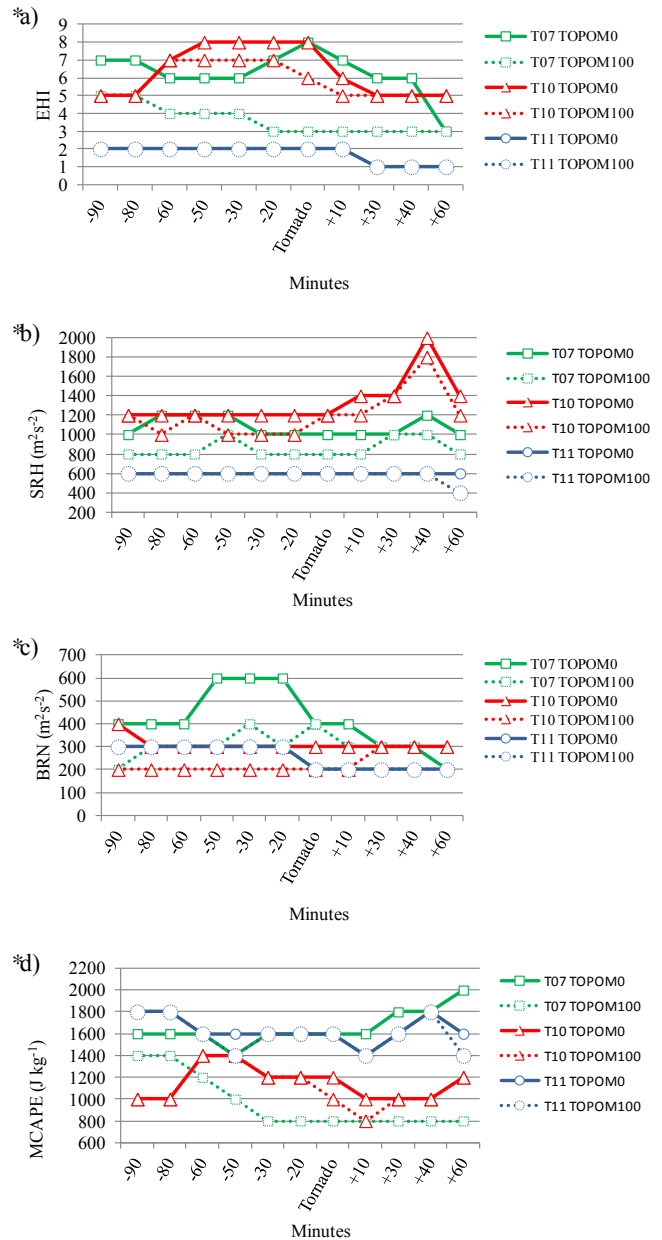 *a)
9
8
7
6
5
4
3
2
1
0
EHI
-90
-80
-60
-50
-30
-20
Tornado
+10
+30
+40
+60
Minutes
T07 TOPOM0
T07 TOPOM100
T10 TOPOM0
T10 TOPOM100
T11 TOPOM0
T11 TOPOM100
*b)
2000
1800
1600
1400
1200
1000
800
600
400
200
SRH (m²s⁻²)
-90
-80
-60
-50
-30
-20
Tornado
+10
+30
+40
+60
Minutes
T07 TOPOM0
T07 TOPOM100
T10 TOPOM0
T10 TOPOM100
T11 TOPOM0
T11 TOPOM100
*c)
700
600
500
400
300
200
100
0
BRN (m²s⁻²)
-90
-80
-60
-50
-30
-20
Tornado
+10
+30
+40
+60
Minutes
T07 TOPOM0
T07 TOPOM100
T10 TOPOM0
T10 TOPOM100
T11 TOPOM0
T11 TOPOM100
*d)
2200
2000
1800
1600
1400
1200
1000
800
600
MCAPE (J kg⁻¹)
-90
-80
-60
-50
-30
-20
Tornado
+10
+30
+40
+60
Minutes
T07 TOPOM0
T07 TOPOM100
T10 TOPOM0
T10 TOPOM100
T11 TOPOM0
T11 TOPOM100